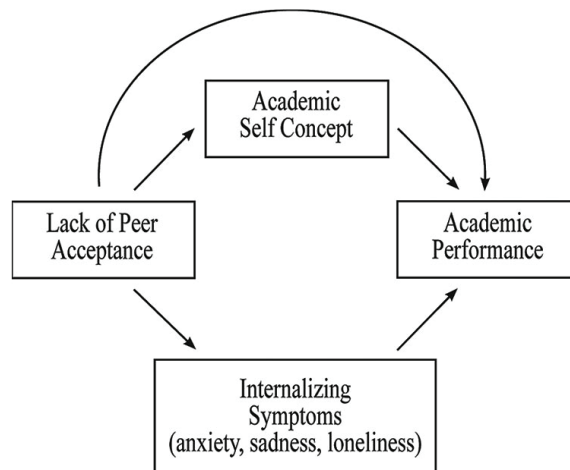 Academic
Self Concept
Lack of Peer
Acceptance
Academic
Performance
Internalizing
Symptoms
(anxiety, sadness, loneliness)